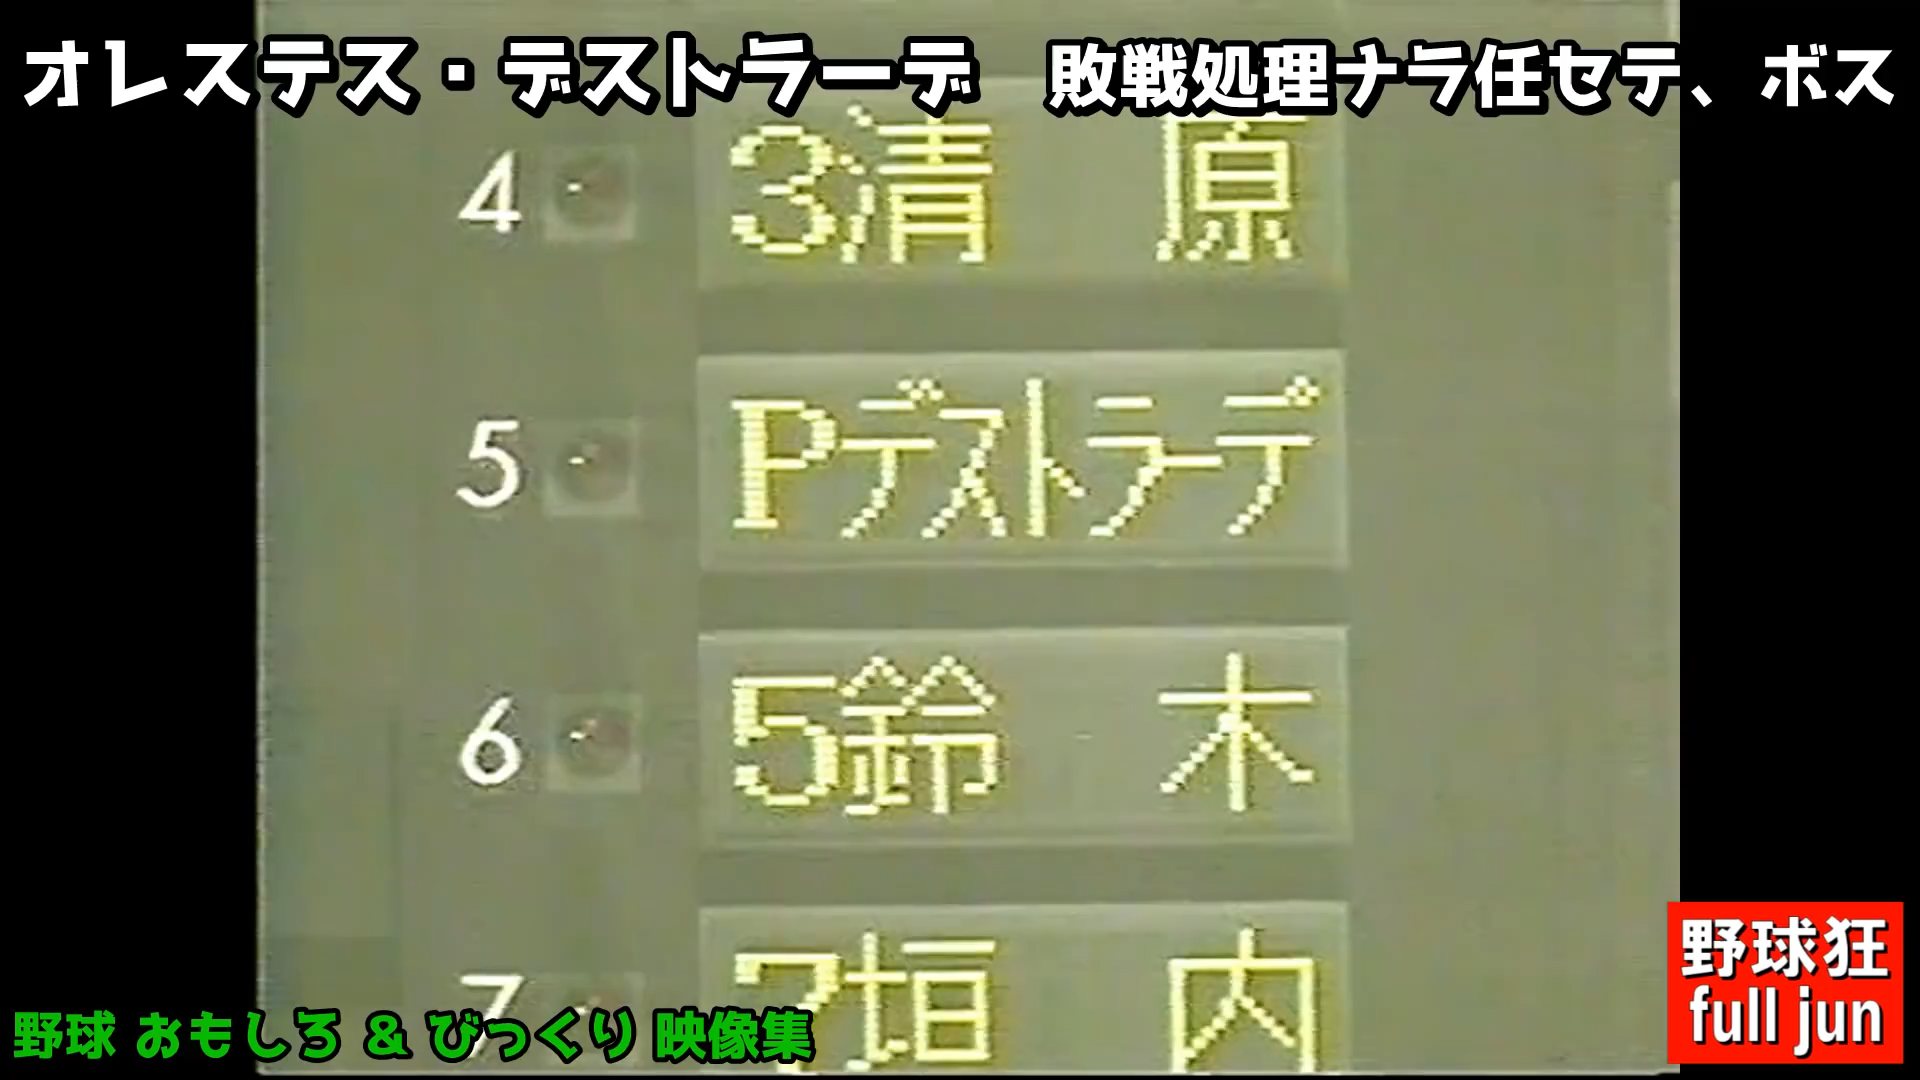 オレステス・デストラーデ　敗戦処理ナラ任セテ、ボス
4 3清　原
5 Pデストラーデ
6 5鈴　木
7 7垣　内
野球 おもしろ & びっくり 映像集
野球狂
full jun